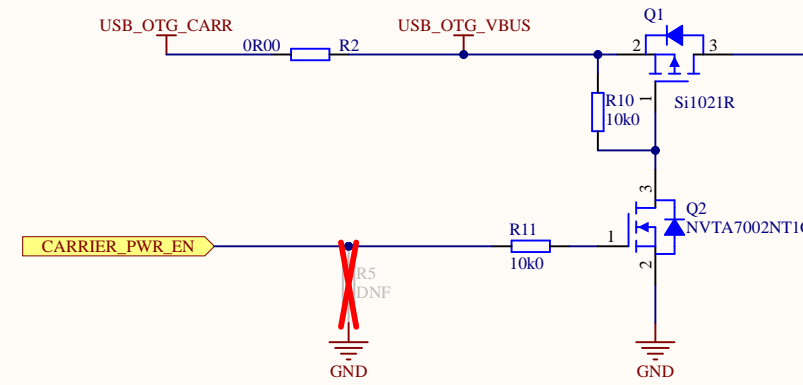 Q1
USB_OTG_CARR
USB_OTG_VBUS
0R00
R2
2
3
R10
10k0
1
Si1021R
3
Q2
NVTA7002NT1
CARRIER_PWR_EN
R11
10k0
1
2
R5
DNF
GND
GND